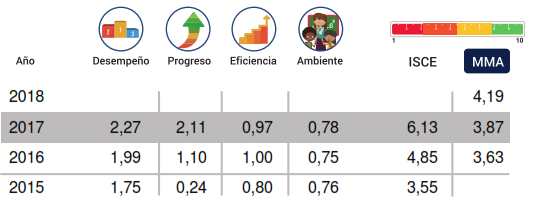 1 10
Año Desempeño Progreso Eficiencia Ambiente ISCE MMA
2018 4,19
2017 2,27 2,11 0,97 0,78 6,13 3,87
2016 1,99 1,10 1,00 0,75 4,85 3,63
2015 1,75 0,24 0,80 0,76 3,55